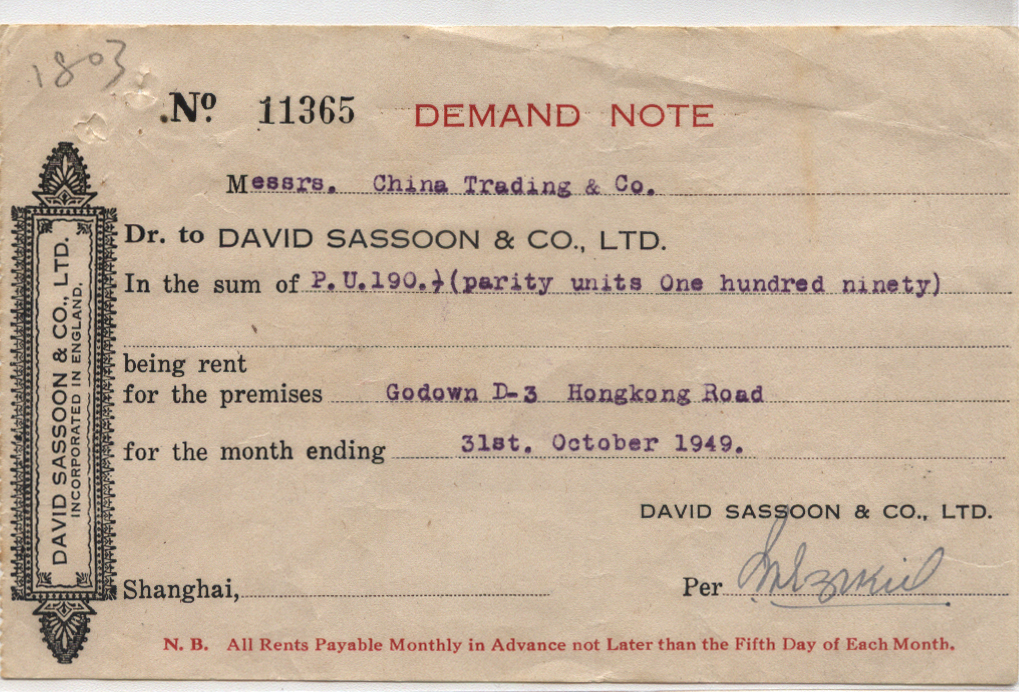 1803
Nº 11365 DEMAND NOTE
Messrs. China Trading & Co.
Dr. to DAVID SASSOON & CO., LTD.
In the sum of P.U.190.}(parity units One hundred ninety)
being rent
for the premises Godown D-3 Hongkong Road
for the month ending 31st. October 1949.
DAVID SASSOON & CO., LTD.
Shanghai, Per
N. B. All Rents Payable Monthly in Advance not Later than the Fifth Day of Each Month.
DAVID SASSOON & CO., LTD.
INCORPORATED IN ENGLAND.